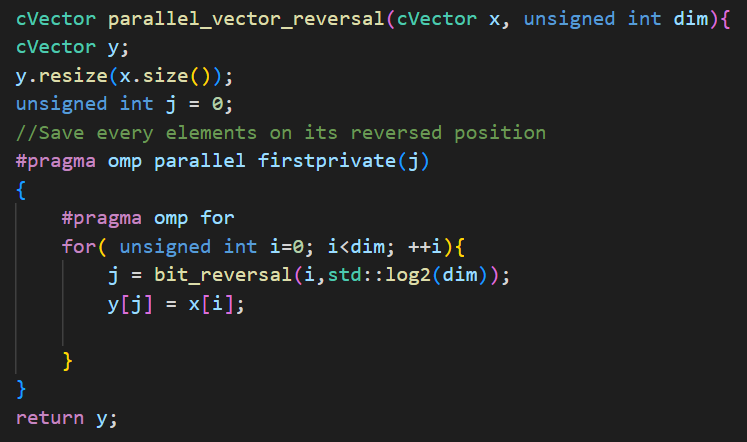 cVector parallel_vector_reversal(cVector x, unsigned int dim){
cVector y;
y.resize(x.size());
unsigned int j = 0;
//Save every elements on its reversed position
#pragma omp parallel firstprivate(j)
{
    #pragma omp for
    for( unsigned int i=0; i<dim; ++i){
        j = bit_reversal(i,std::log2(dim));
        y[j] = x[i];
    }
}
return y;